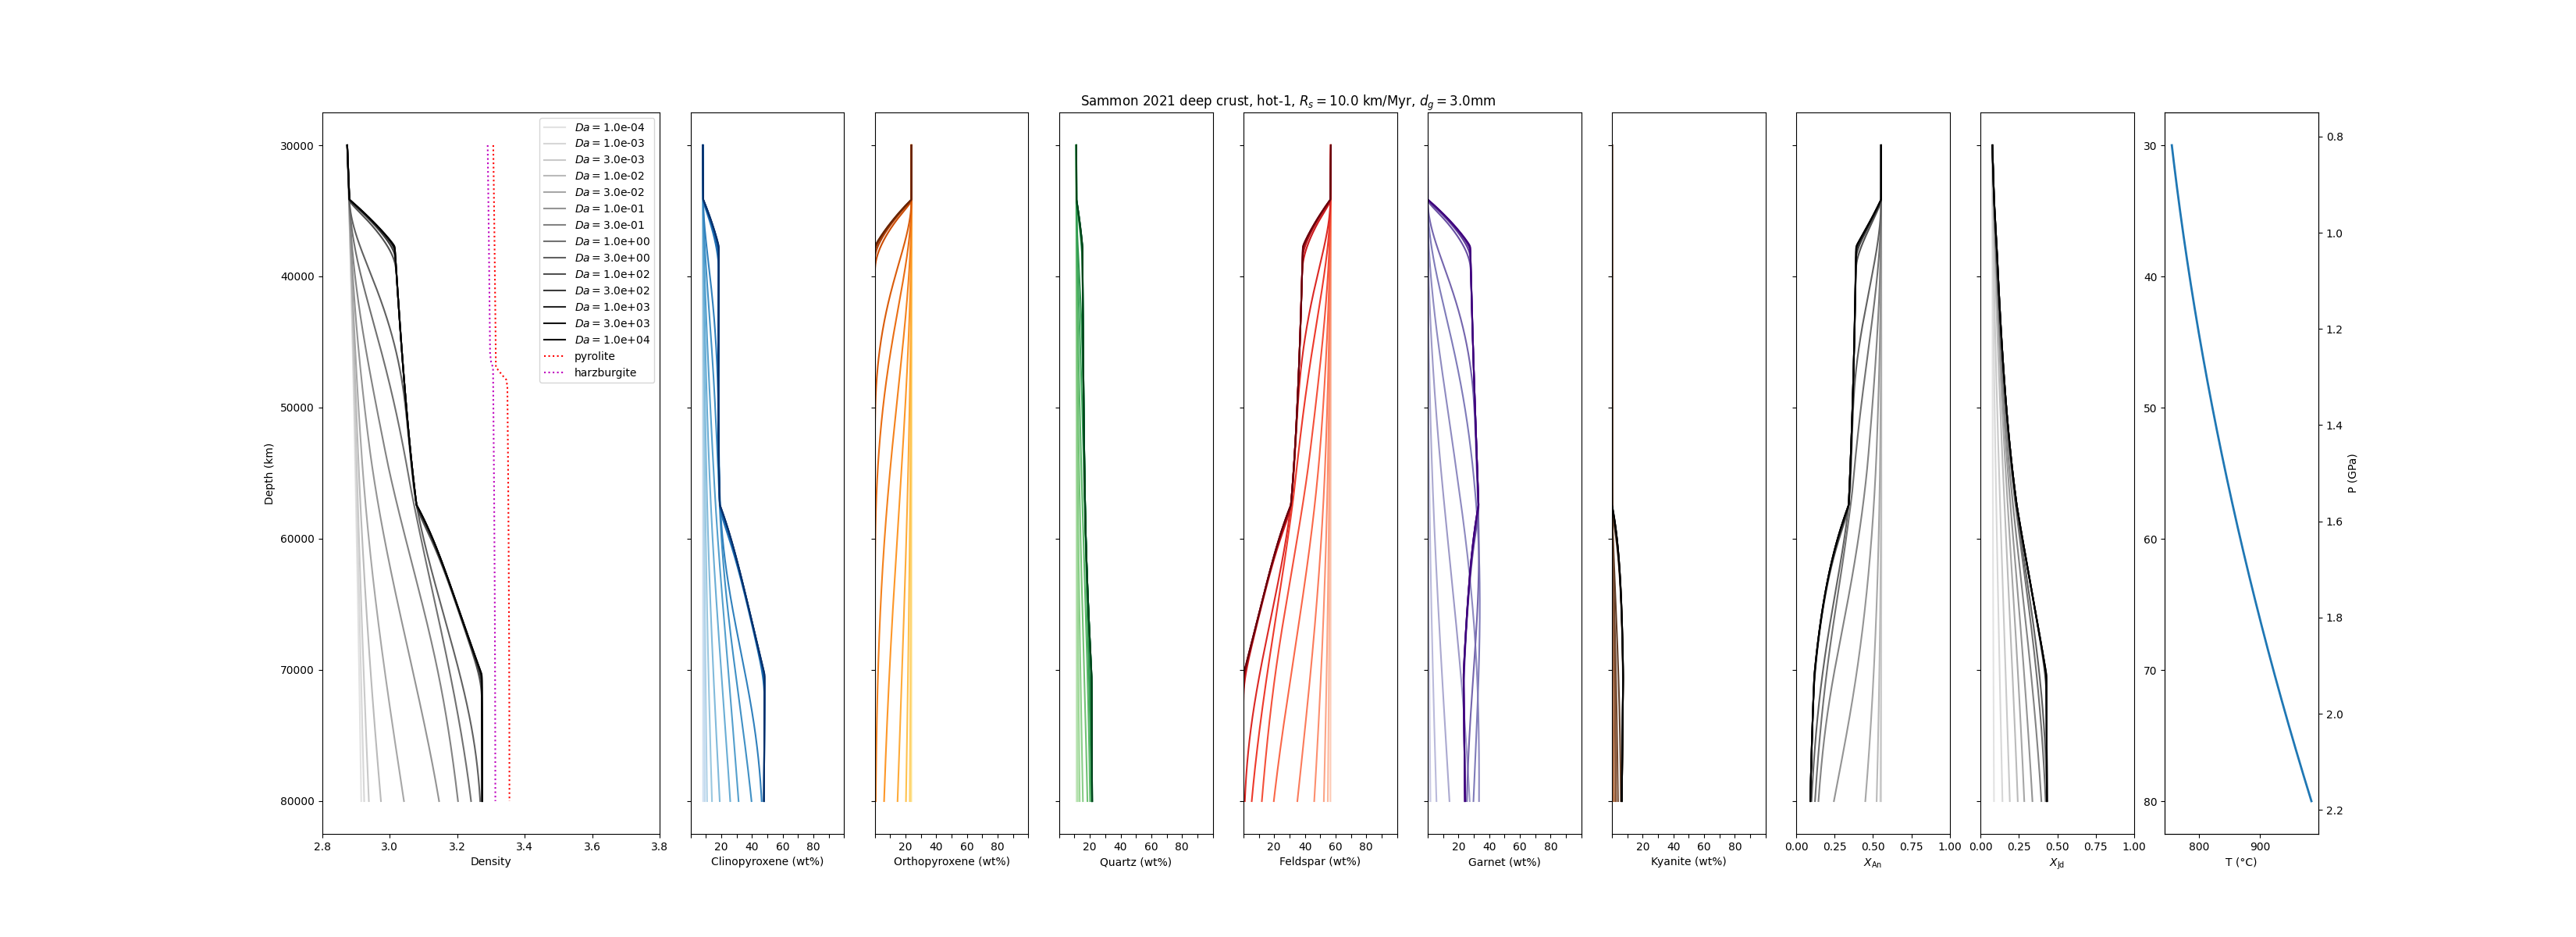 Sammon 2021 deep crust, hot-1, Rs = 10.0 km/Myr, dg = 3.0mm
Da = 1.0e-04
Da = 1.0e-03
Da = 3.0e-03
Da = 1.0e-02
Da = 3.0e-02
Da = 1.0e-01
Da = 3.0e-01
Da = 1.0e+00
Da = 3.0e+00
Da = 1.0e+02
Da = 3.0e+02
Da = 1.0e+03
Da = 3.0e+03
Da = 1.0e+04
pyrolite
harzburgite
Depth (km)
30000
40000
50000
60000
70000
80000
2.8 3.0 3.2 3.4 3.6 3.8
Density
20 40 60 80
Clinopyroxene (wt%)
20 40 60 80
Orthopyroxene (wt%)
20 40 60 80
Quartz (wt%)
20 40 60 80
Feldspar (wt%)
20 40 60 80
Garnet (wt%)
20 40 60 80
Kyanite (wt%)
0.00 0.25 0.50 0.75 1.00
XAn
0.00 0.25 0.50 0.75 1.00
XJd
30
40
50
60
70
80
800 900
T (°C)
0.8
1.0
1.2
1.4
1.6
1.8
2.0
2.2
P (GPa)